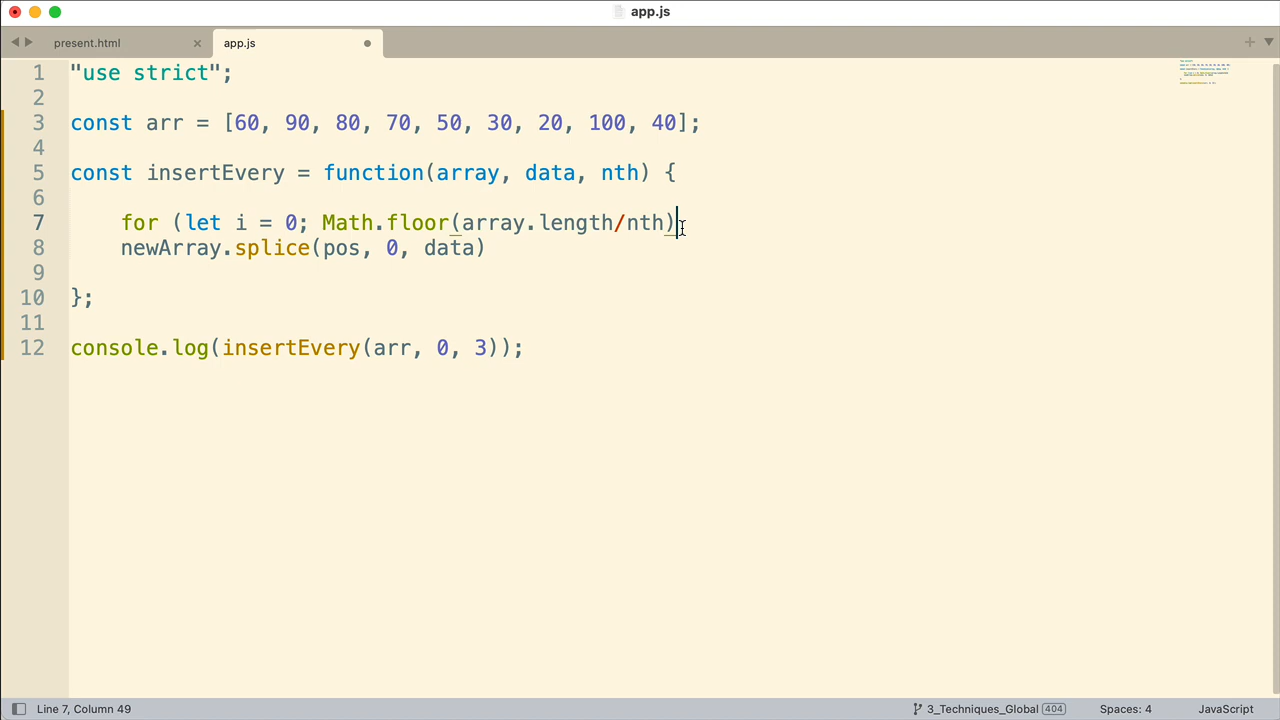 app.js
present.html × app.js
1 "use strict";
2
3 const arr = [60, 90, 80, 70, 50, 30, 20, 100, 40];
4
5 const insertEvery = function(array, data, nth) {
6
7     for (let i = 0; Math.floor(array.length/nth)
8     newArray.splice(pos, 0, data)
9
10 };
11
12 console.log(insertEvery(arr, 0, 3));
Line 7, Column 49 3_Techniques_Global 404 Spaces: 4 JavaScript